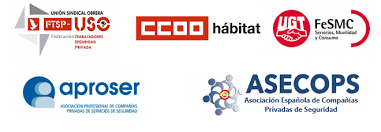 UNIÓN SINDICAL OBRERA
FTSP-USO
Federación TRABAJADORES
SEGURIDAD
PRIVADA
CCOO hábitat
UGT
FeSMC
Servicios, Movilidad
y Consumo
aproser
ASOCIACIÓN PROFESIONAL DE COMPAÑÍAS
PRIVADAS DE SERVICIOS DE SEGURIDAD
ASECOPS
Asociación Española de Compañías
Privadas de Seguridad